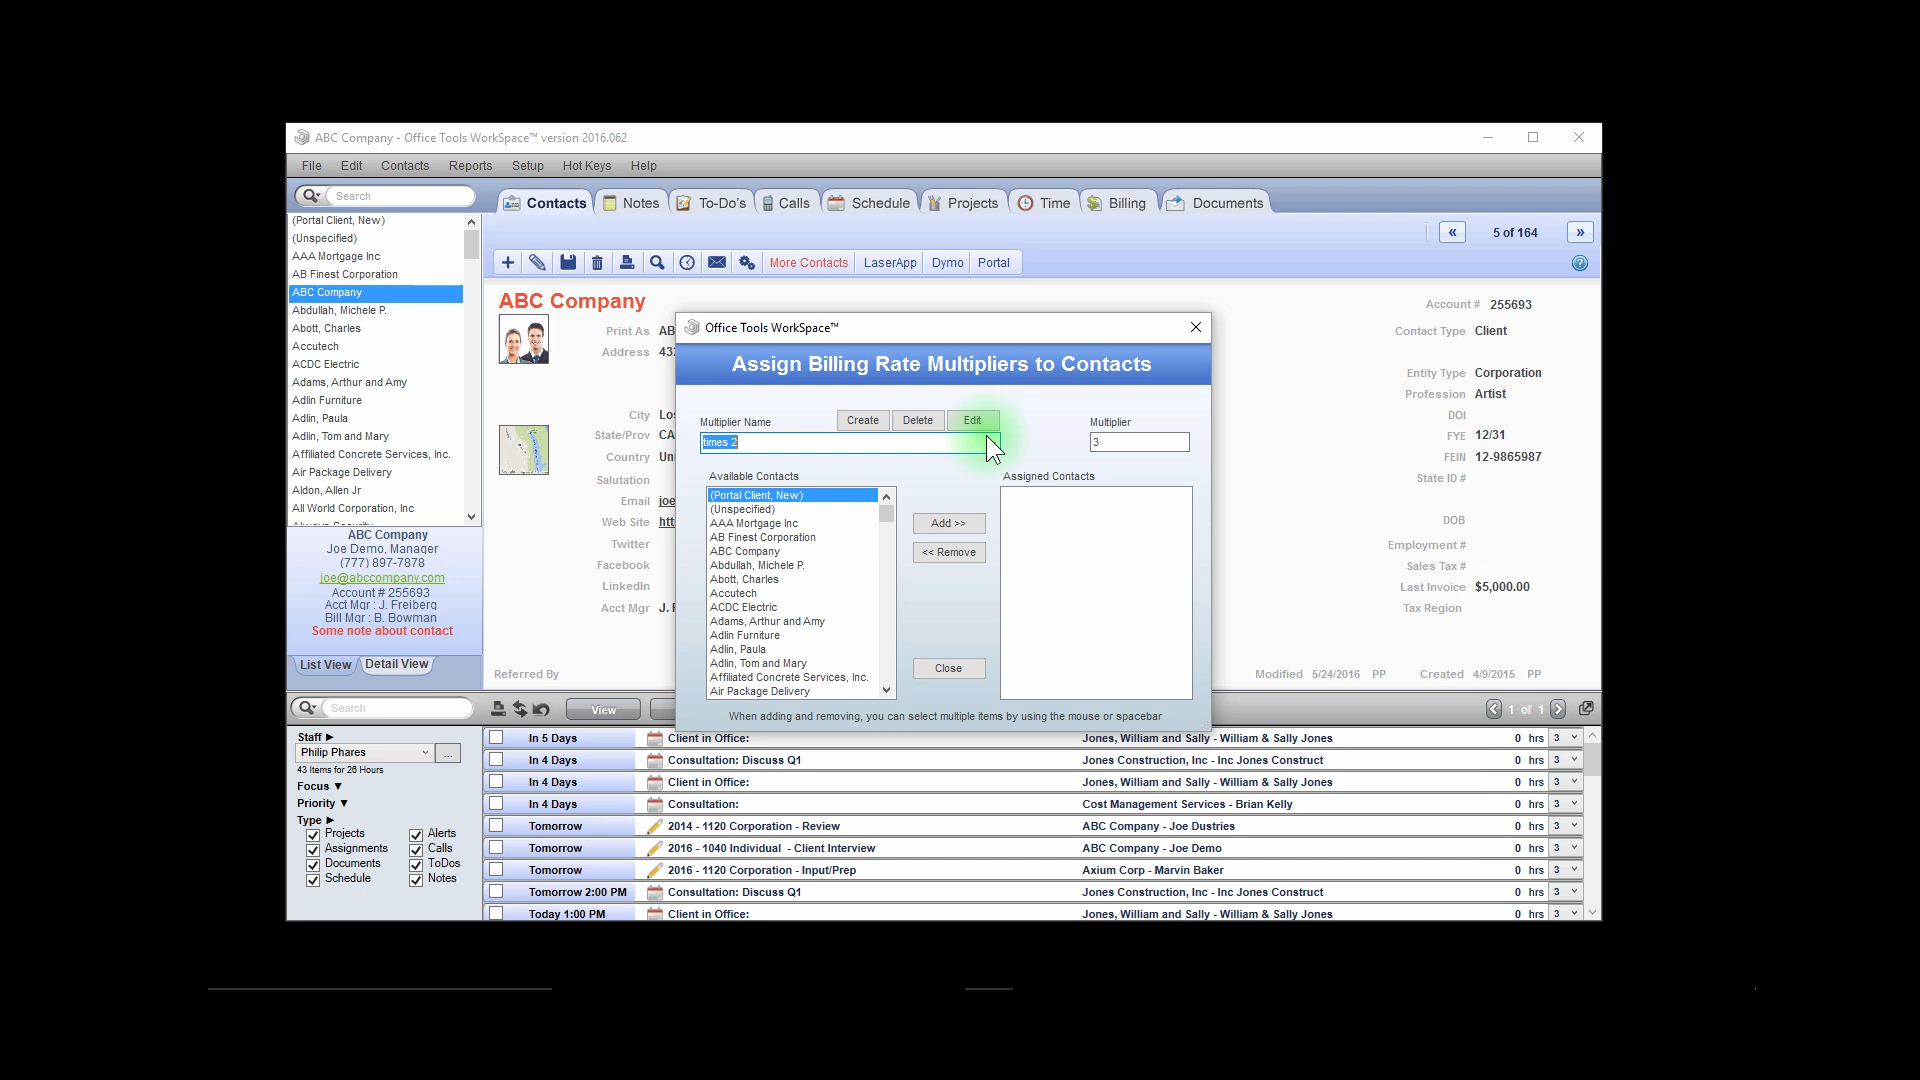 ABC Company - Office Tools WorkSpace™ version 2016.062
File Edit Contacts Reports Setup Hot Keys Help
Search
Contacts Notes To-Do's Calls Schedule Projects Time Billing Documents
« 5 of 164 »
More Contacts LaserApp Dymo Portal
(Portal Client, New)
(Unspecified)
AAA Mortgage Inc
AB Finest Corporation
ABC Company
Abdullah, Michele P.
Abott, Charles
Accutech
ACDC Electric
Adams, Arthur and Amy
Adlin Furniture
Adlin, Paula
Adlin, Tom and Mary
Affiliated Concrete Services, Inc.
Air Package Delivery
Aldon, Allen Jr
All World Corporation, Inc
ABC Company
Joe Demo, Manager
(777) 897-7878
joe@abccompany.com
Account # 255693
Acct Mgr : J. Freiberg
Bill Mgr : B. Bowman
Some note about contact
List View Detail View
ABC Company
Print As AB
Address 432
City Los
State/Prov CA
Country Un
Salutation
Email joe
Web Site htt
Twitter
Facebook
LinkedIn
Acct Mgr J. F
Referred By
Account # 255693
Contact Type Client
Entity Type Corporation
Profession Artist
DOI
FYE 12/31
FEIN 12-9865987
State ID #
DOB
Employment #
Sales Tax #
Last Invoice $5,000.00
Tax Region
Modified 5/24/2016 PP Created 4/9/2015 PP
Office Tools WorkSpace™
Assign Billing Rate Multipliers to Contacts
Multiplier Name Create Delete Edit Multiplier
times 2 3
Available Contacts Assigned Contacts
(Portal Client, New)
(Unspecified)
AAA Mortgage Inc
AB Finest Corporation
ABC Company
Abdullah, Michele P.
Abott, Charles
Accutech
ACDC Electric
Adams, Arthur and Amy
Adlin Furniture
Adlin, Paula
Adlin, Tom and Mary
Affiliated Concrete Services, Inc.
Air Package Delivery
Add >>
<< Remove
Close
When adding and removing, you can select multiple items by using the mouse or spacebar
Search View 1 of 1
Staff
Philip Phares ...
43 Items for 26 Hours
Focus
Priority
Type
Projects Alerts
Assignments Calls
Documents ToDos
Schedule Notes
In 5 Days Client in Office: Jones, William and Sally - William & Sally Jones 0 hrs 3
In 4 Days Consultation: Discuss Q1 Jones Construction, Inc - Inc Jones Construct 0 hrs 3
In 4 Days Client in Office: Jones, William and Sally - William & Sally Jones 0 hrs 3
In 4 Days Consultation: Cost Management Services - Brian Kelly 0 hrs 3
Tomorrow 2014 - 1120 Corporation - Review ABC Company - Joe Dustries 0 hrs 3
Tomorrow 2016 - 1040 Individual - Client Interview ABC Company - Joe Demo 0 hrs 3
Tomorrow 2016 - 1120 Corporation - Input/Prep Axium Corp - Marvin Baker 0 hrs 3
Tomorrow 2:00 PM Consultation: Discuss Q1 Jones Construction, Inc - Inc Jones Construct 0 hrs 3
Today 1:00 PM Client in Office: Jones, William and Sally - William & Sally Jones 0 hrs 3